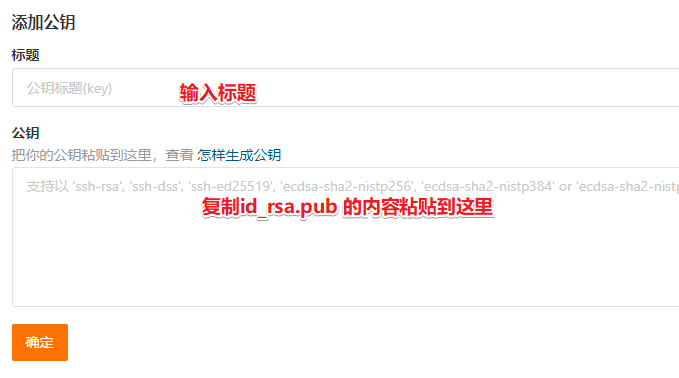 添加公钥
标题
公钥标题(key)
输入标题
公钥
把你的公钥粘贴到这里，查看 怎样生成公钥
支持以 'ssh-rsa', 'ssh-dss', 'ssh-ed25519', 'ecdsa-sha2-nistp256', 'ecdsa-sha2-nistp384' or 'ecdsa-sha2-nistp
复制id_rsa.pub 的内容粘贴到这里
确定